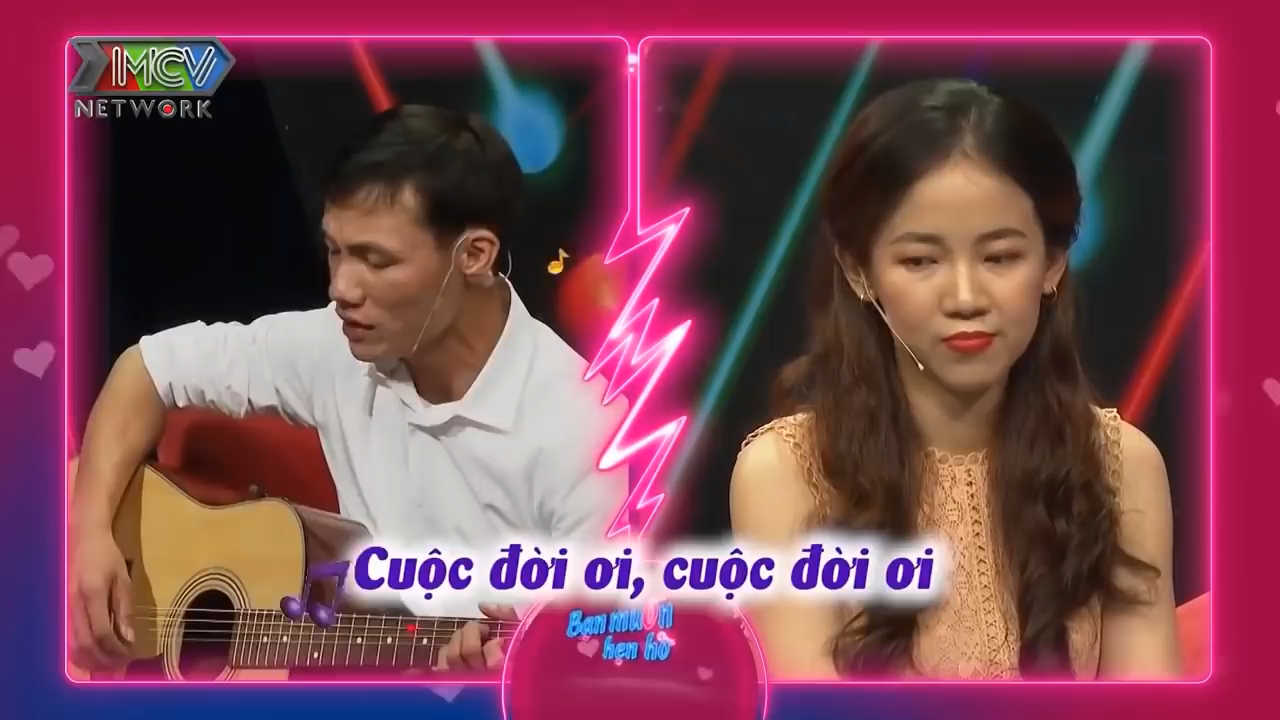 MCV
NETWORK
Cuộc đời ơi, cuộc đời ơi
Bạn muốn
hẹn hò